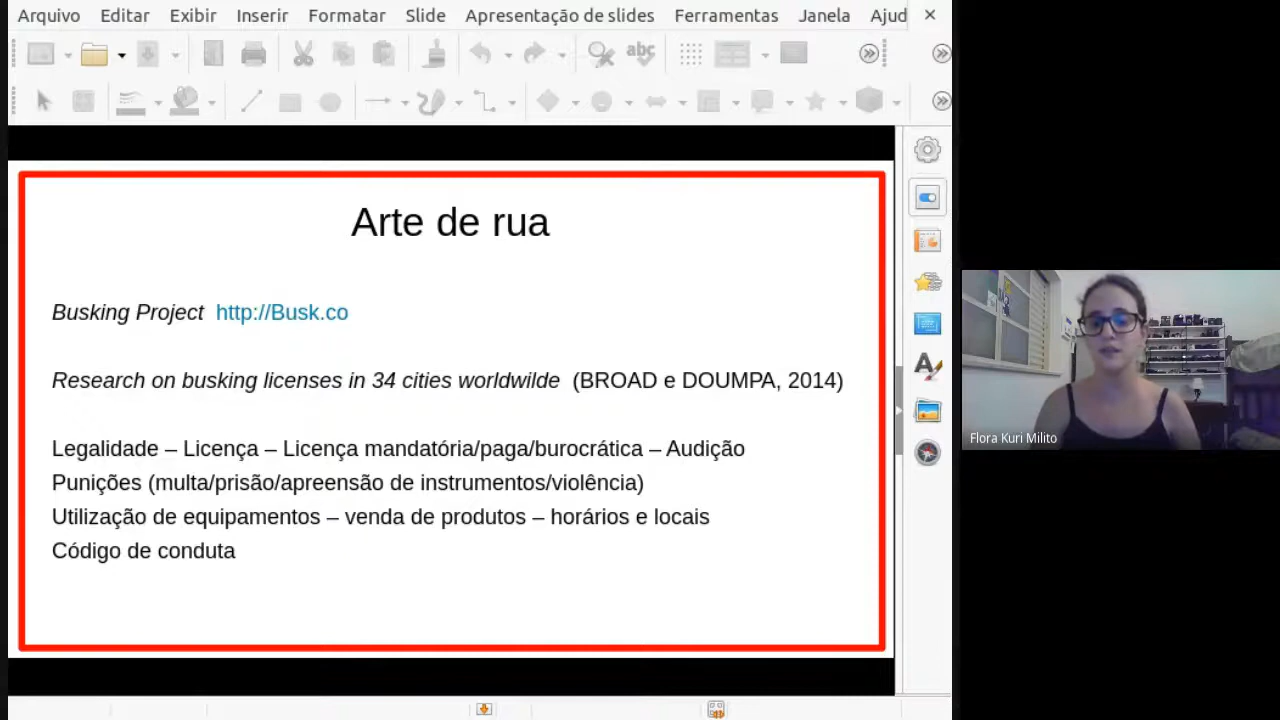 Arquivo Editar Exibir Inserir Formatar Slide Apresentação de slides Ferramentas Janela Ajud
abc
Arte de rua
Busking Project http://Busk.co
Research on busking licenses in 34 cities worldwilde (BROAD e DOUMPA, 2014)
Legalidade – Licença – Licença mandatória/paga/burocrática – Audição
Punições (multa/prisão/apreensão de instrumentos/violência)
Utilização de equipamentos – venda de produtos – horários e locais
Código de conduta
Flora Kuri Milito